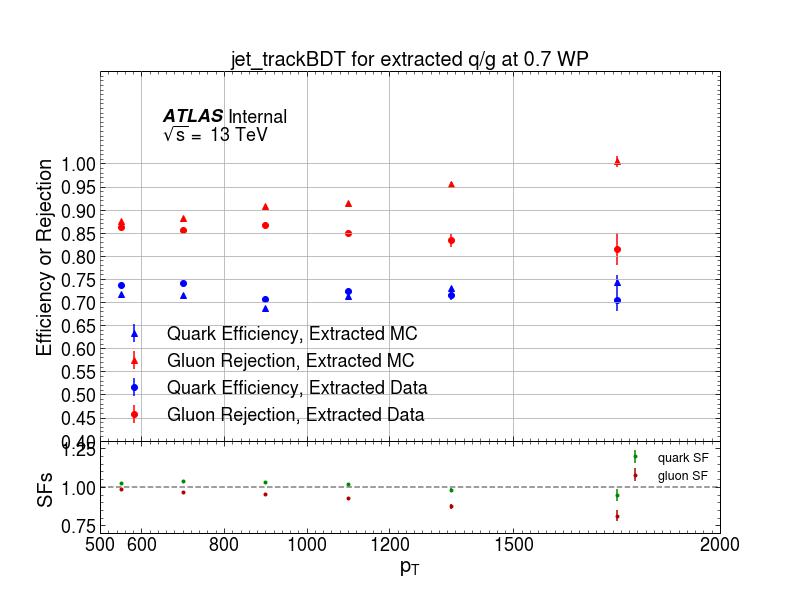 jet_trackBDT for extracted q/g at 0.7 WP
ATLAS Internal
√s = 13 TeV
Efficiency or Rejection
1.00
0.95
0.90
0.85
0.80
0.75
0.70
0.65
0.60
0.55
0.50
0.45
0.40
Quark Efficiency, Extracted MC
Gluon Rejection, Extracted MC
Quark Efficiency, Extracted Data
Gluon Rejection, Extracted Data
SFs
1.25
1.00
0.75
quark SF
gluon SF
500 600 800 1000 1200 1500 2000
pT